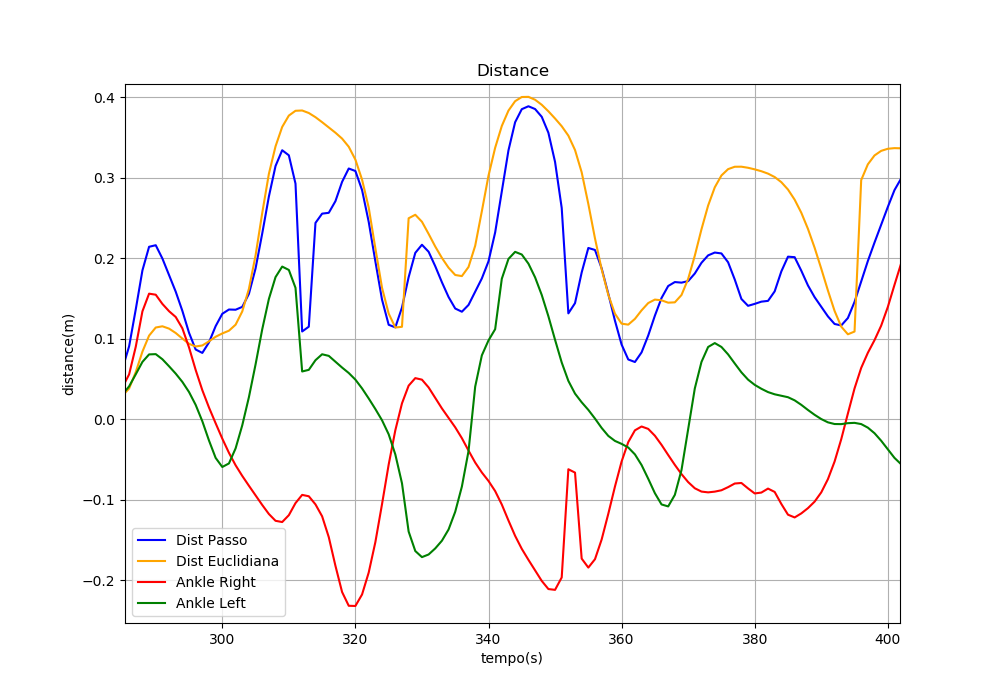 Distance
0.4
0.3
0.2
0.1
0.0
−0.1
−0.2
distance(m)
Dist Passo
Dist Euclidiana
Ankle Right
Ankle Left
300 320 340 360 380 400
tempo(s)